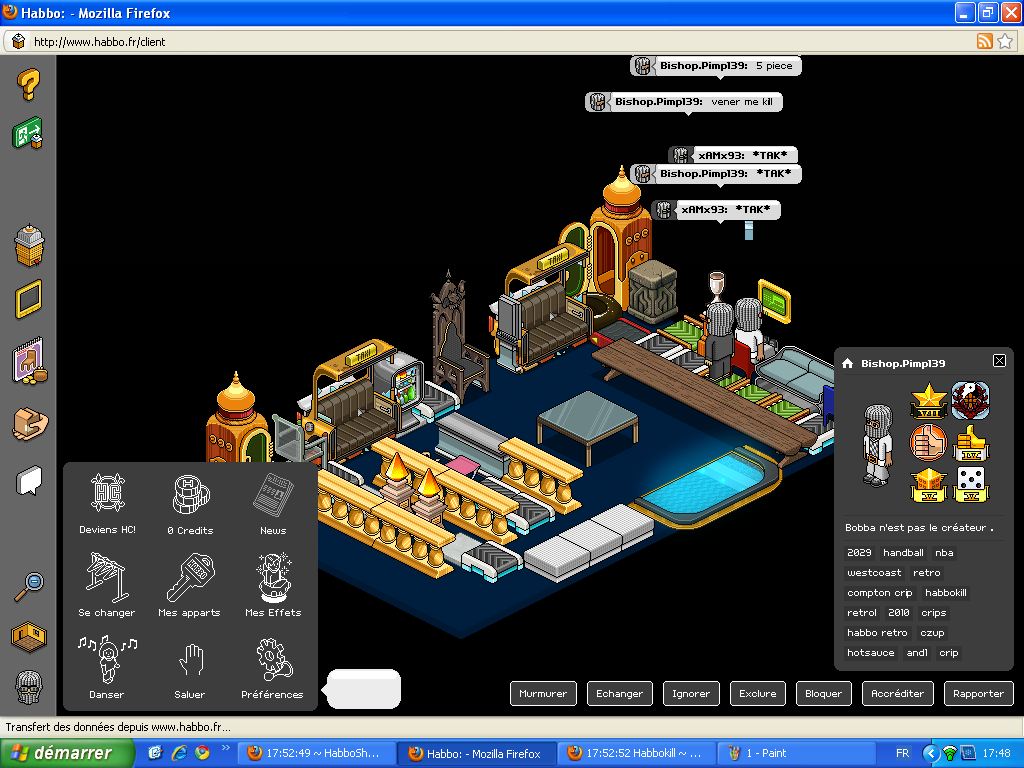 Habbo: - Mozilla Firefox
http://www.habbo.fr/client
Bishop.Pimp139: 5 piece
Bishop.Pimp139: vener me kill
xAMx93: *TAK*
Bishop.Pimp139: *TAK*
xAMx93: *TAK*
TAXI
TAXI
Bishop.Pimp139
Bobba n'est pas le créateur .
2029 handball nba
westcoast retro
compton crip habbokill
retrol 2010 crips
habbo retro czup
hotsauce and1 crip
HC
Deviens HC! 0 Credits News
Se changer Mes apparts Mes Effets
Danser Saluer Préférences
Murmurer Echanger Ignorer Exclure Bloquer Accréditer Rapporter
Transfert des données depuis www.habbo.fr...
démarrer
17:52:49 ~ HabboSh...
Habbo: - Mozilla Firefox
17:52:52 Habbokill ~ ...
1 - Paint
FR
17:48